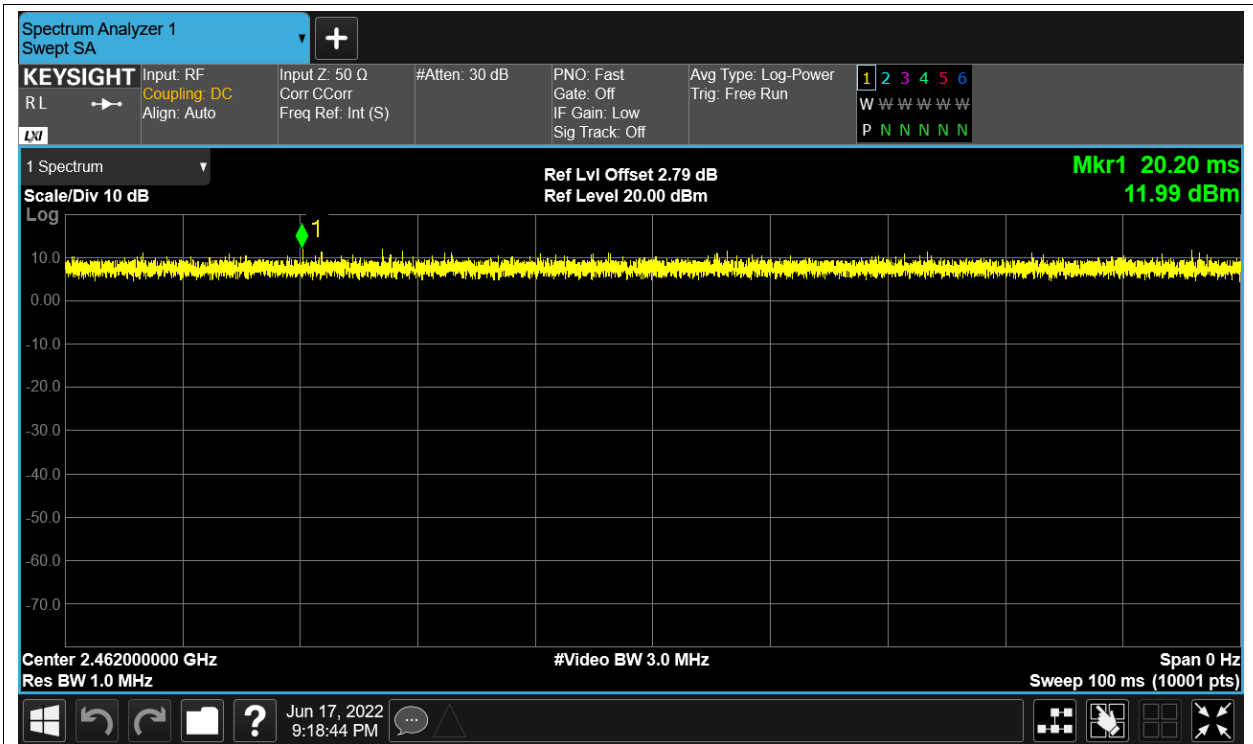 Spectrum Analyzer 1
Swept SA
▼
+
KEYSIGHT
R L
LXI
Input: RF
Coupling: DC
Align: Auto
Input Z: 50 Ω
Corr CCorr
Freq Ref: Int (S)
#Atten: 30 dB
PNO: Fast
Gate: Off
IF Gain: Low
Sig Track: Off
Avg Type: Log-Power
Trig: Free Run
1 2 3 4 5 6
W W W W W W
P N N N N N
1 Spectrum ▼
Scale/Div 10 dB
Log
Ref Lvl Offset 2.79 dB
Ref Level 20.00 dBm
Mkr1 20.20 ms
11.99 dBm
1
10.0
0.00
-10.0
-20.0
-30.0
-40.0
-50.0
-60.0
-70.0
Center 2.462000000 GHz
Res BW 1.0 MHz
#Video BW 3.0 MHz
Span 0 Hz
Sweep 100 ms (10001 pts)
?
Jun 17, 2022
9:18:44 PM